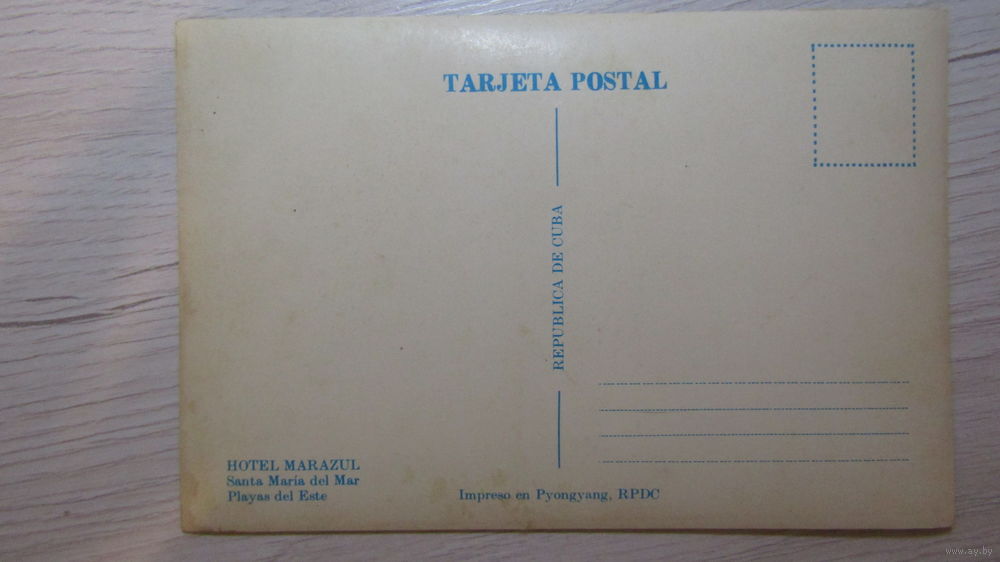 TARJETA POSTAL
REPUBLICA DE CUBA
HOTEL MARAZUL
Santa María del Mar
Playas del Este
Impreso en Pyongyang, RPDC
www.ay.by